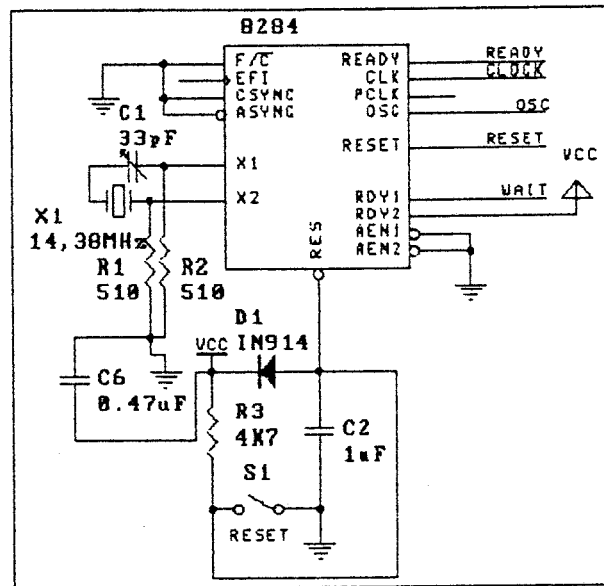 8284
F/C
EFI
CSYNC
ASYNC
X1
X2
READY
CLK
PCLK
OSC
RESET
RDY1
RDY2
AEN1
AEN2
RES
READY
CLOCK
OSC
RESET
VCC
WAIT
C1
33pF
X1
14,38MHz
R1
510
R2
510
C6
0.47uF
VCC
D1
IN914
R3
4K7
C2
1uF
S1
RESET